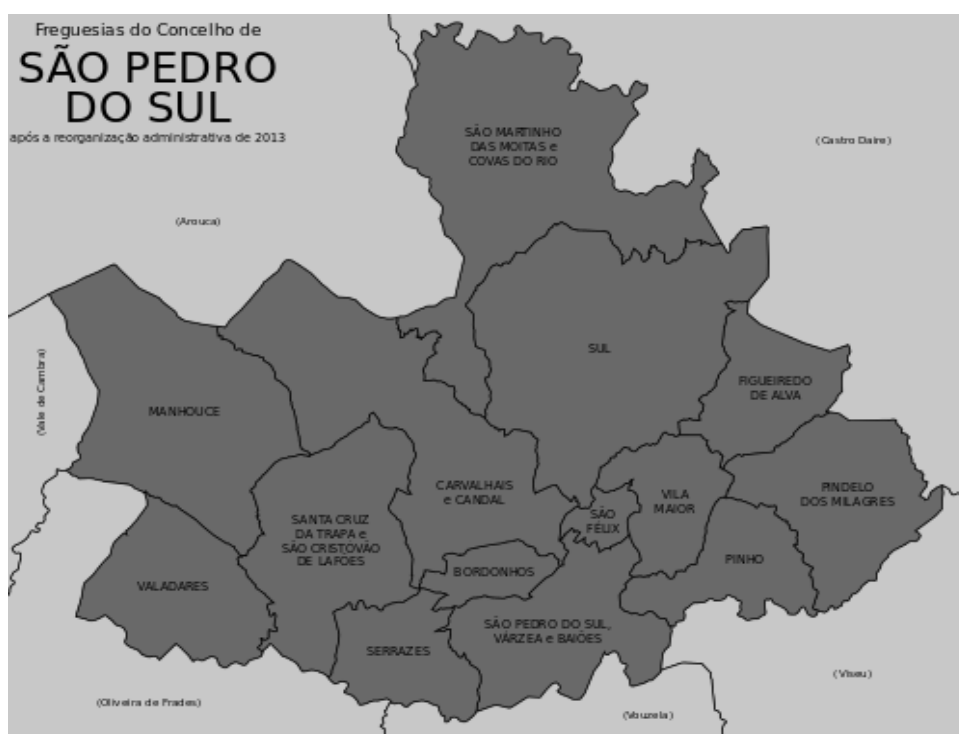 Freguesias do Concelho de
SÃO PEDRO
DO SUL
após a reorganização administrativa de 2013
SÃO MARTINHO
DAS MOITAS e
COVAS DO RIO
(Castro Daire)
(Arouca)
SUL
(Vale de Cambra)
FIGUEIREDO
DE ALVA
MANHOUCE
CARVALHAIS
e CANDAL
VILA
MAIOR
PINDELO
DOS MILAGRES
SÃO
FÉLIX
SANTA CRUZ
DA TRAPA e
SÃO CRISTÓVÃO
DE LAFÕES
PINHO
BORDONHOS
VALADARES
SÃO PEDRO DO SUL,
VÁRZEA e BAIÕES
SERRAZES
(Viseu)
(Oliveira de Frades)
(Vouzela)